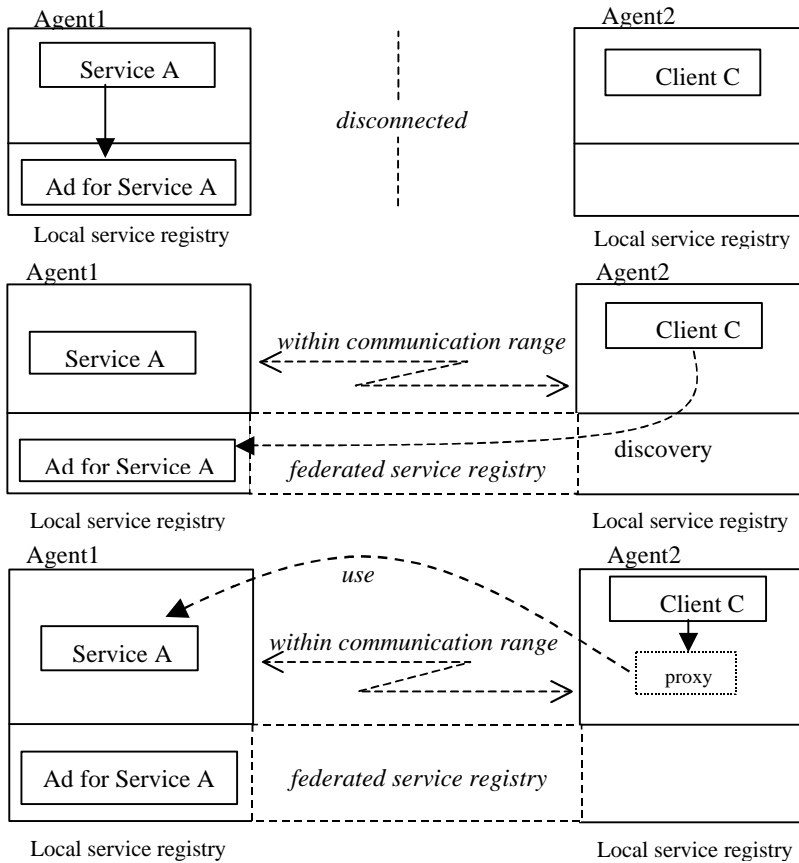 Agent1
Agent2
Service A
Client C
disconnected
Ad for Service A
Local service registry
Local service registry
Agent1
Agent2
within communication range
Client C
Service A
Ad for Service A
federated service registry
discovery
Local service registry
Local service registry
Agent1
Agent2
use
Client C
within communication range
Service A
proxy
Ad for Service A
federated service registry
Local service registry
Local service registry